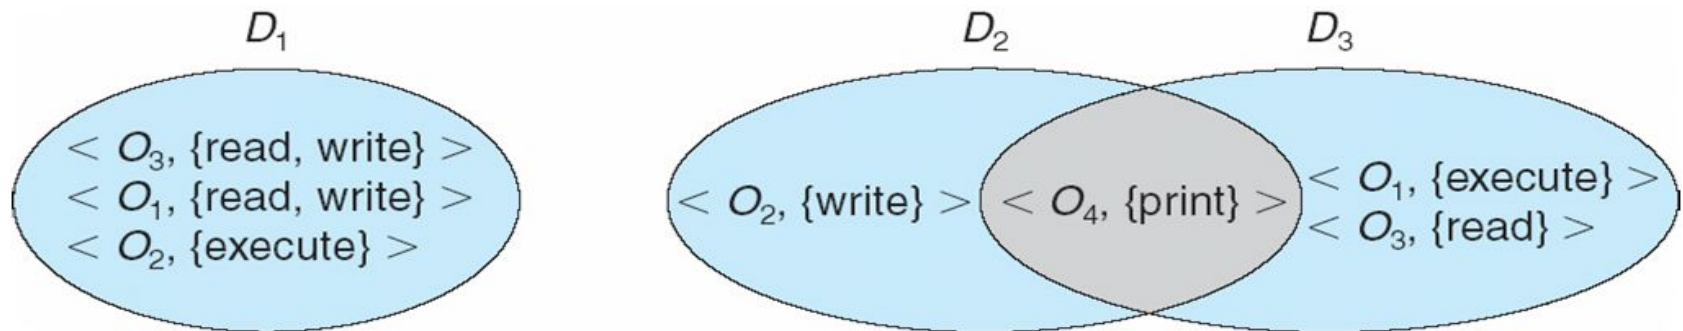 D₁
D₂
D₃
< O₃, {read, write} >
< O₁, {read, write} >
< O₂, {execute} >
< O₂, {write} >
< O₄, {print} >
< O₁, {execute} >
< O₃, {read} >